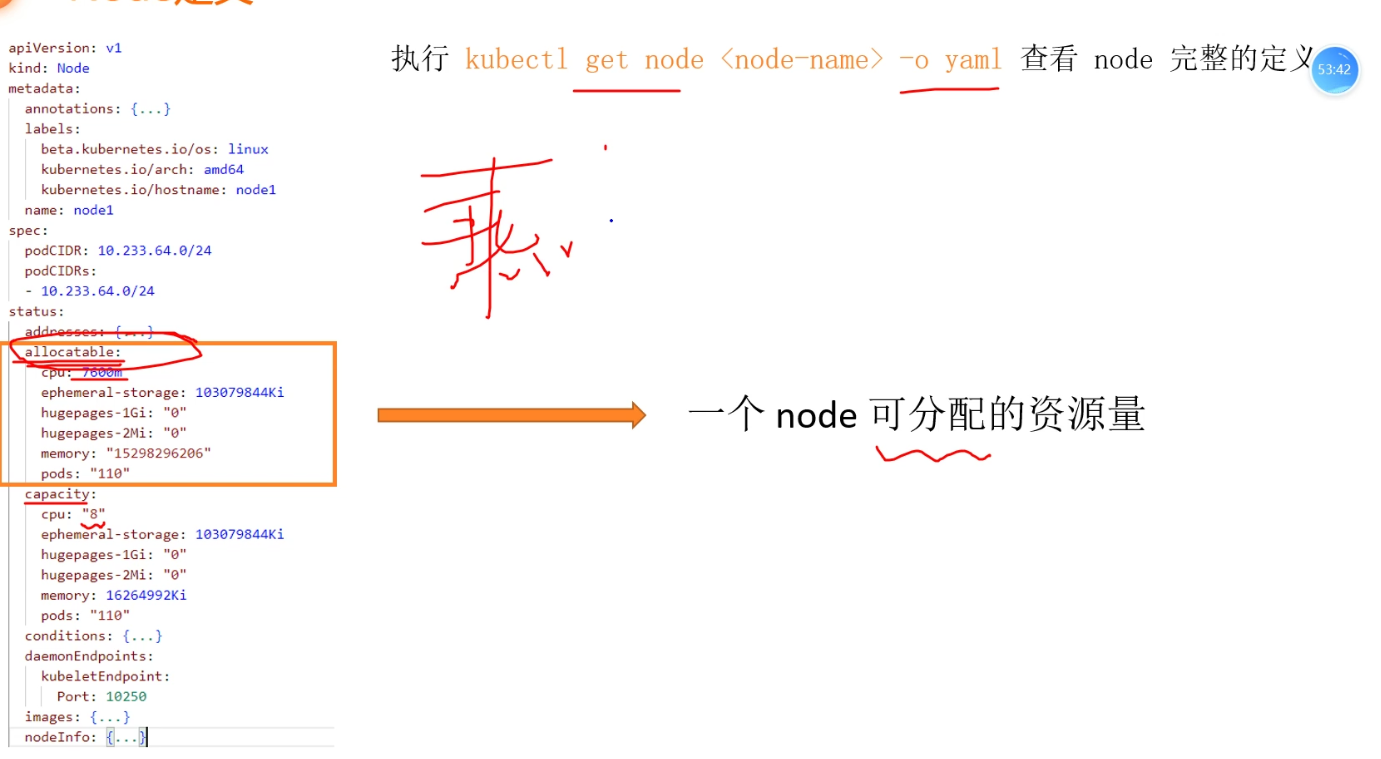 apiVersion: v1
kind: Node
metadata:
annotations: {...}
labels:
beta.kubernetes.io/os: linux
kubernetes.io/arch: amd64
kubernetes.io/hostname: node1
name: node1
spec:
podCIDR: 10.233.64.0/24
podCIDRs:
- 10.233.64.0/24
status:
addresses: {...}
allocatable:
cpu: 7600m
ephemeral-storage: 103079844Ki
hugepages-1Gi: "0"
hugepages-2Mi: "0"
memory: "15298296206"
pods: "110"
capacity:
cpu: "8"
ephemeral-storage: 103079844Ki
hugepages-1Gi: "0"
hugepages-2Mi: "0"
memory: 16264992Ki
pods: "110"
conditions: {...}
daemonEndpoints:
kubeletEndpoint:
Port: 10250
images: {...}
nodeInfo: {...}
执行 kubectl get node <node-name> -o yaml 查看 node 完整的定义
53:42
一个 node 可分配的资源量